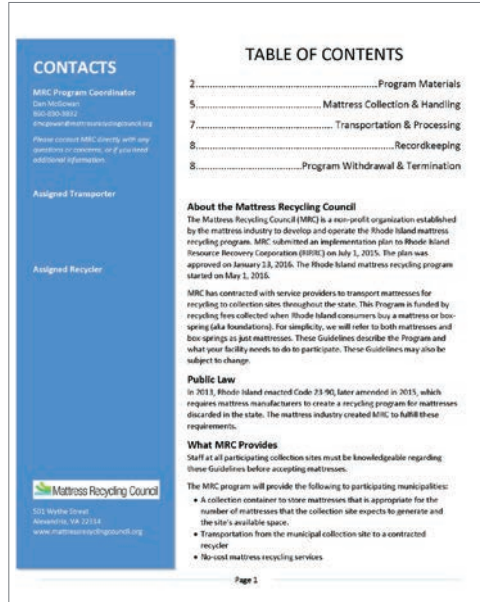 CONTACTS
MRC Program Coordinator
Dan McGowan
Please contact MRC directly with any
questions or concerns, or if you need
additional information.
Assigned Transporter
Assigned Recycler
Mattress Recycling Council
501 Wythe Street
Alexandria, VA 22314
www.mattressrecyclingcouncil.org
TABLE OF CONTENTS
2 Program Materials
5 Mattress Collection & Handling
7 Transportation & Processing
8 Recordkeeping
8 Program Withdrawal & Termination
About the Mattress Recycling Council
The Mattress Recycling Council (MRC) is a non-profit organization established
by the mattress industry to develop and operate the Rhode Island mattress
recycling program. MRC submitted an implementation plan to Rhode Island
Resource Recovery Corporation (RIRRC) on July 1, 2015. The plan was
approved on January 13, 2016. The Rhode Island mattress recycling program
started on May 1, 2016.
MRC has contracted with service providers to transport mattresses for
recycling to collection sites throughout the state. This Program is funded by
recycling fees collected when Rhode Island consumers buy a mattress or box-
spring (aka foundations). For simplicity, we will refer to both mattresses and
box-springs as just mattresses. These Guidelines describe the Program and
what your facility needs to do to participate. These Guidelines may also be
subject to change.
Public Law
In 2013, Rhode Island enacted Code 23-90, later amended in 2015, which
requires mattress manufacturers to create a recycling program for mattresses
discarded in the state. The mattress industry created MRC to fulfill these
requirements.
What MRC Provides
Staff at all participating collection sites must be knowledgeable regarding
these Guidelines before accepting mattresses.
The MRC program will provide the following to participating municipalities:
• A collection container to store mattresses that is appropriate for the
number of mattresses that the collection site expects to generate and
the site's available space.
• Transportation from the municipal collection site to a contracted
recycler
• No-cost mattress recycling services
Page 1